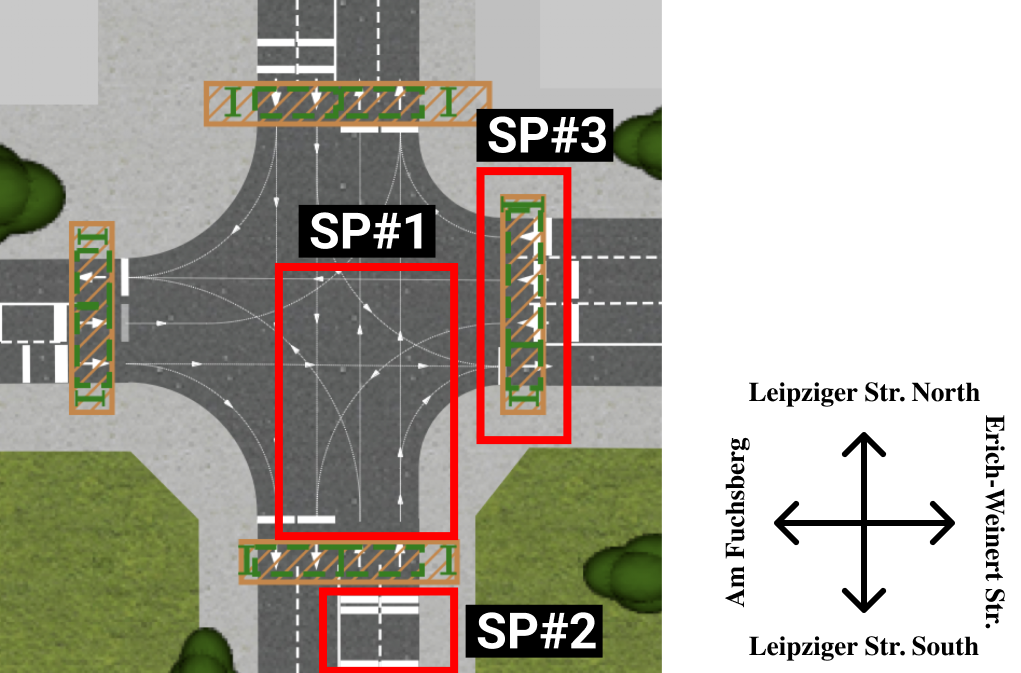 SP#3
SP#1
SP#2
Leipziger Str. North
Am Fuchsberg
Erich-Weinert Str.
Leipziger Str. South